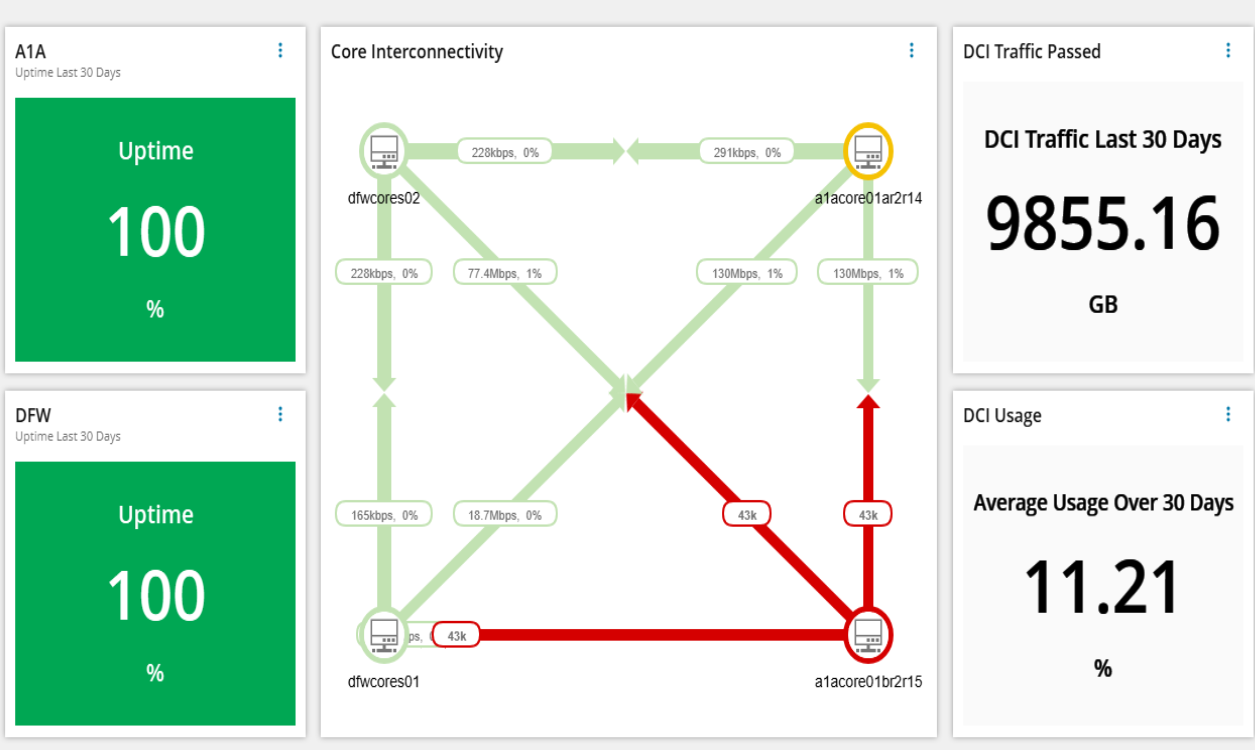 A1A
Uptime Last 30 Days
Uptime
100
%
DFW
Uptime Last 30 Days
Uptime
100
%
Core Interconnectivity
228kbps, 0%
291kbps, 0%
dfwcores02
a1acore01ar2r14
228kbps, 0%
77.4Mbps, 1%
130Mbps, 1%
130Mbps, 1%
165kbps, 0%
18.7Mbps, 0%
43k
43k
ps,
43k
dfwcores01
a1acore01br2r15
DCI Traffic Passed
DCI Traffic Last 30 Days
9855.16
GB
DCI Usage
Average Usage Over 30 Days
11.21
%